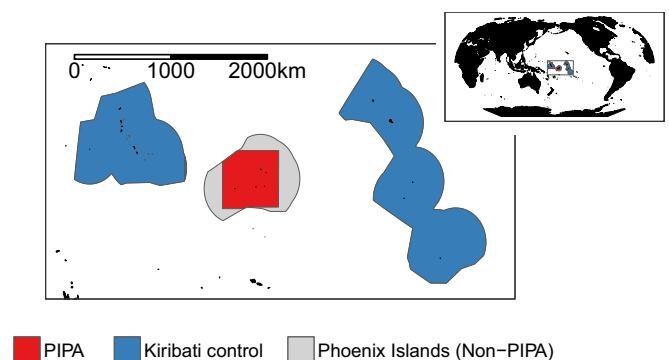 0 1000 2000km
PIPA Kiribati control Phoenix Islands (Non−PIPA)